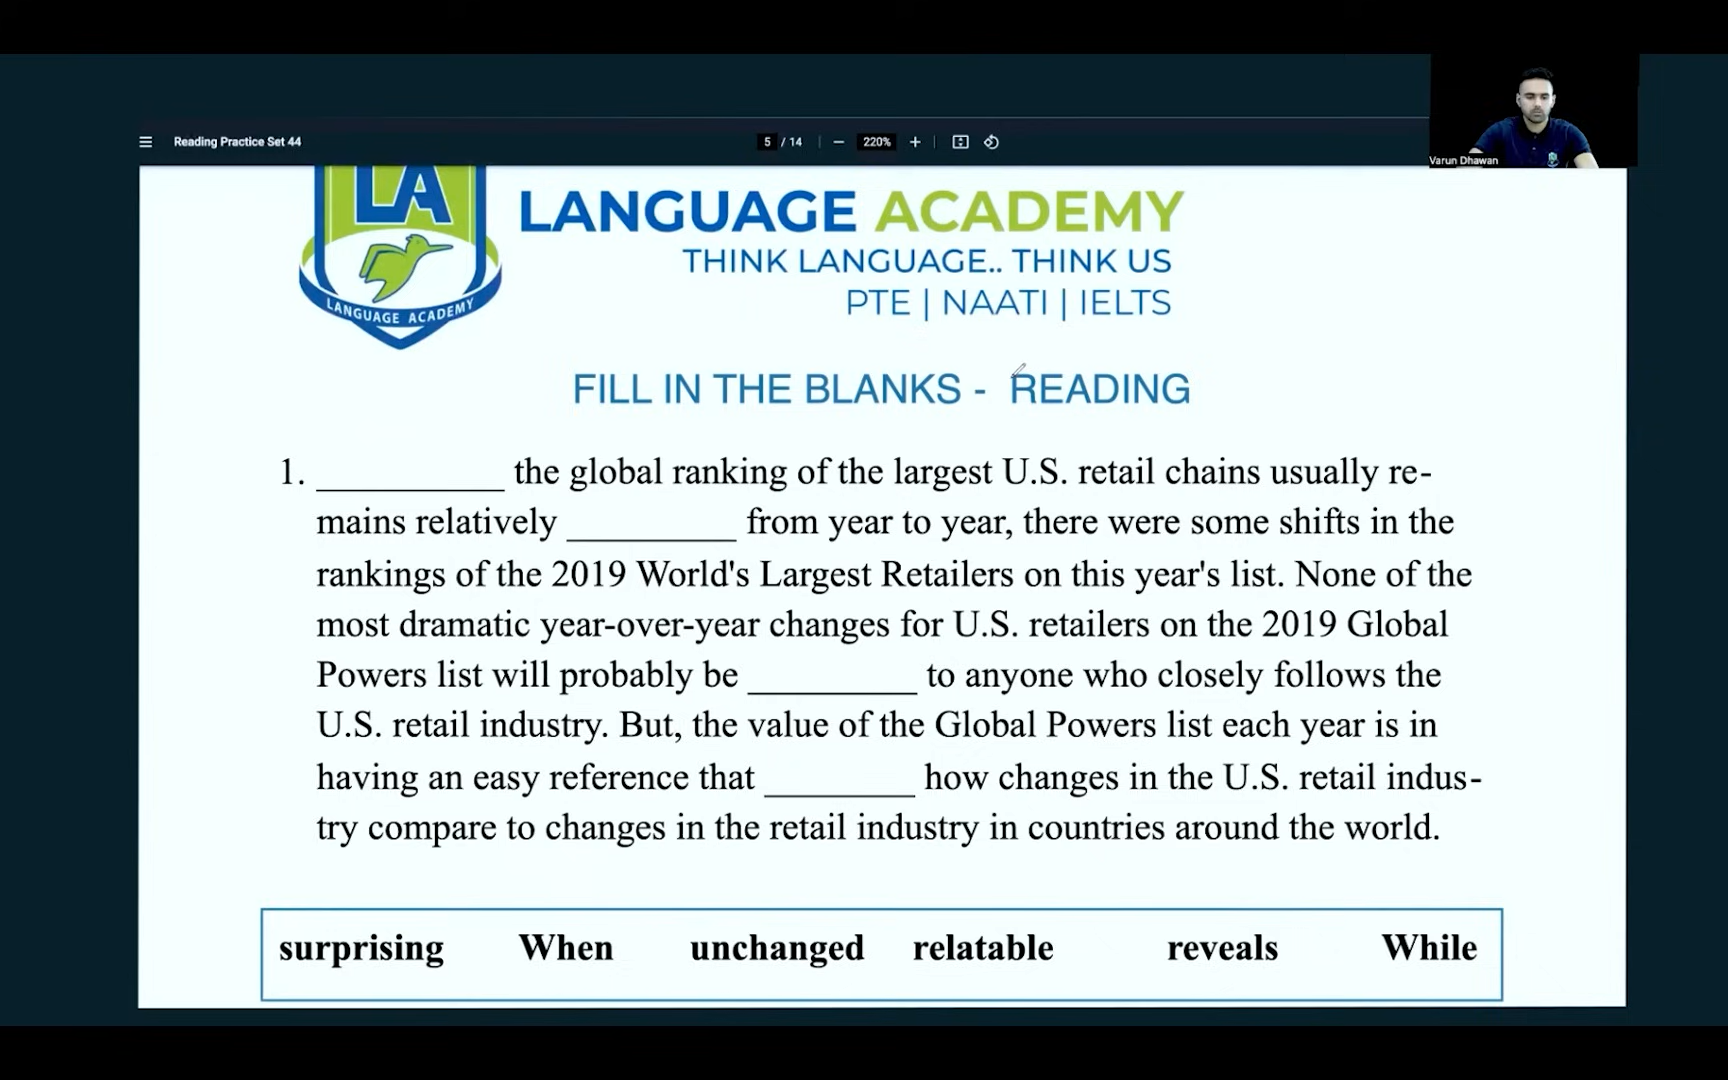 Varun Dhawan
Reading Practice Set 44
5 / 14
220%
LA
LANGUAGE ACADEMY
LANGUAGE ACADEMY
THINK LANGUAGE.. THINK US
PTE | NAATI | IELTS
FILL IN THE BLANKS - READING
1. __________ the global ranking of the largest U.S. retail chains usually re-
mains relatively _________ from year to year, there were some shifts in the
rankings of the 2019 World's Largest Retailers on this year's list. None of the
most dramatic year-over-year changes for U.S. retailers on the 2019 Global
Powers list will probably be _________ to anyone who closely follows the
U.S. retail industry. But, the value of the Global Powers list each year is in
having an easy reference that ________ how changes in the U.S. retail indus-
try compare to changes in the retail industry in countries around the world.
surprising When unchanged relatable reveals While